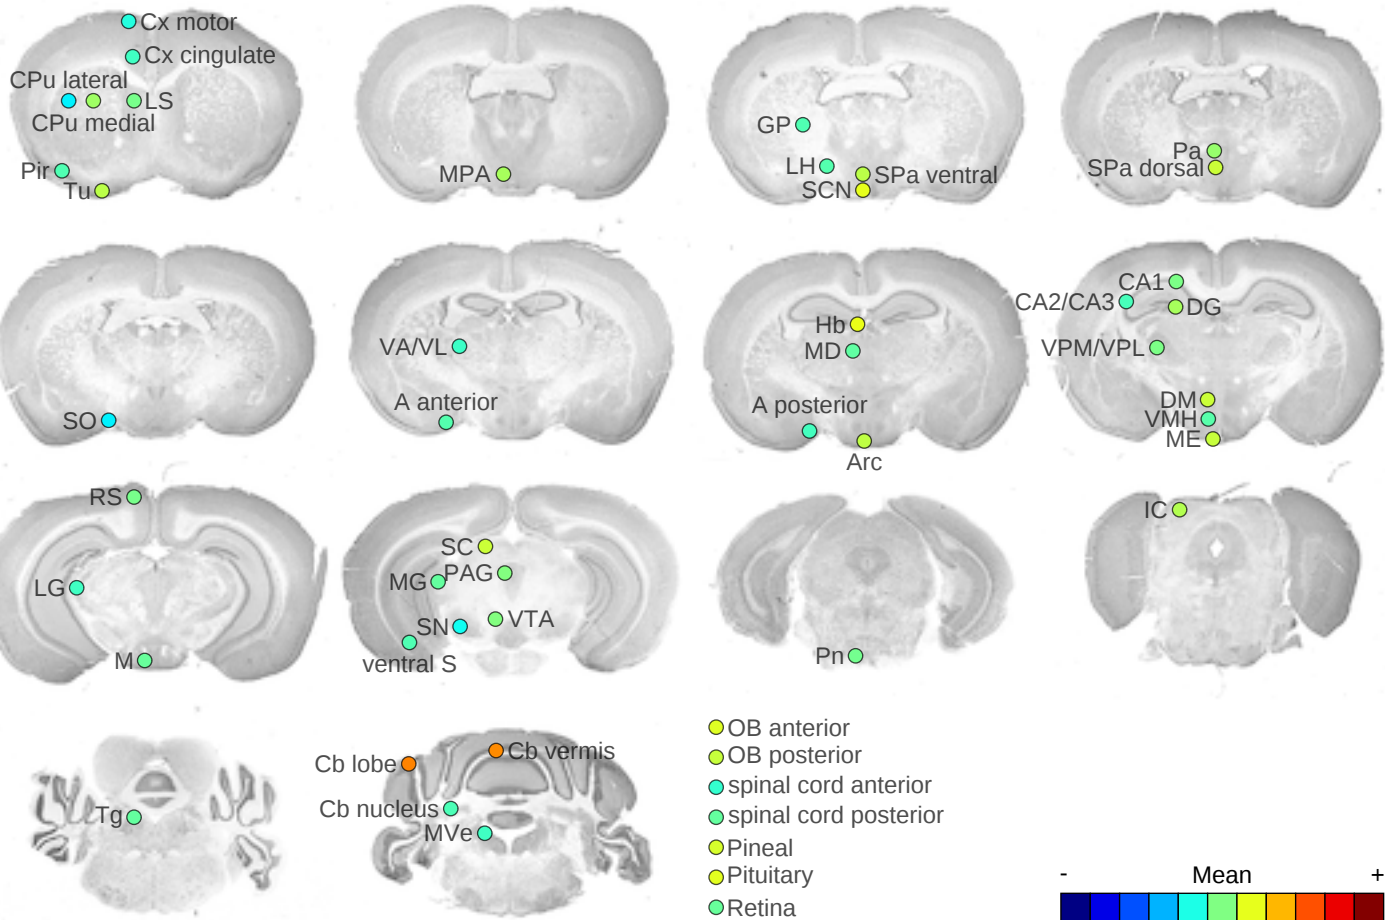 Cx motor
Cx cingulate
CPu lateral
LS
CPu medial
Pir
Tu
MPA
GP
LH
SPa ventral
SCN
Pa
SPa dorsal
SO
VA/VL
A anterior
Hb
MD
A posterior
Arc
CA1
CA2/CA3
DG
VPM/VPL
DM
VMH
ME
RS
LG
M
SC
MG
PAG
SN
VTA
ventral S
Pn
IC
Tg
Cb lobe
Cb vermis
Cb nucleus
MVe
OB anterior
OB posterior
spinal cord anterior
spinal cord posterior
Pineal
Pituitary
Retina
- Mean +